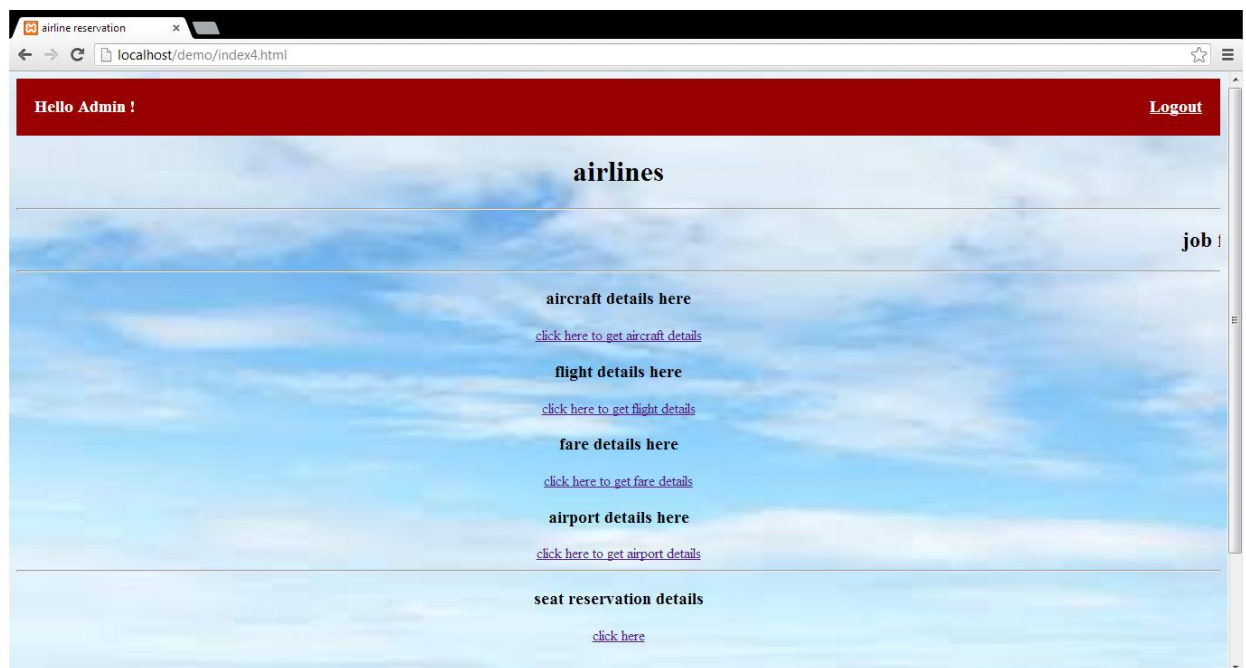 airline reservation
localhost/demo/index4.html
Hello Admin !
Logout
airlines
job
aircraft details here
click here to get aircraft details
flight details here
click here to get flight details
fare details here
click here to get fare details
airport details here
click here to get airport details
seat reservation details
click here